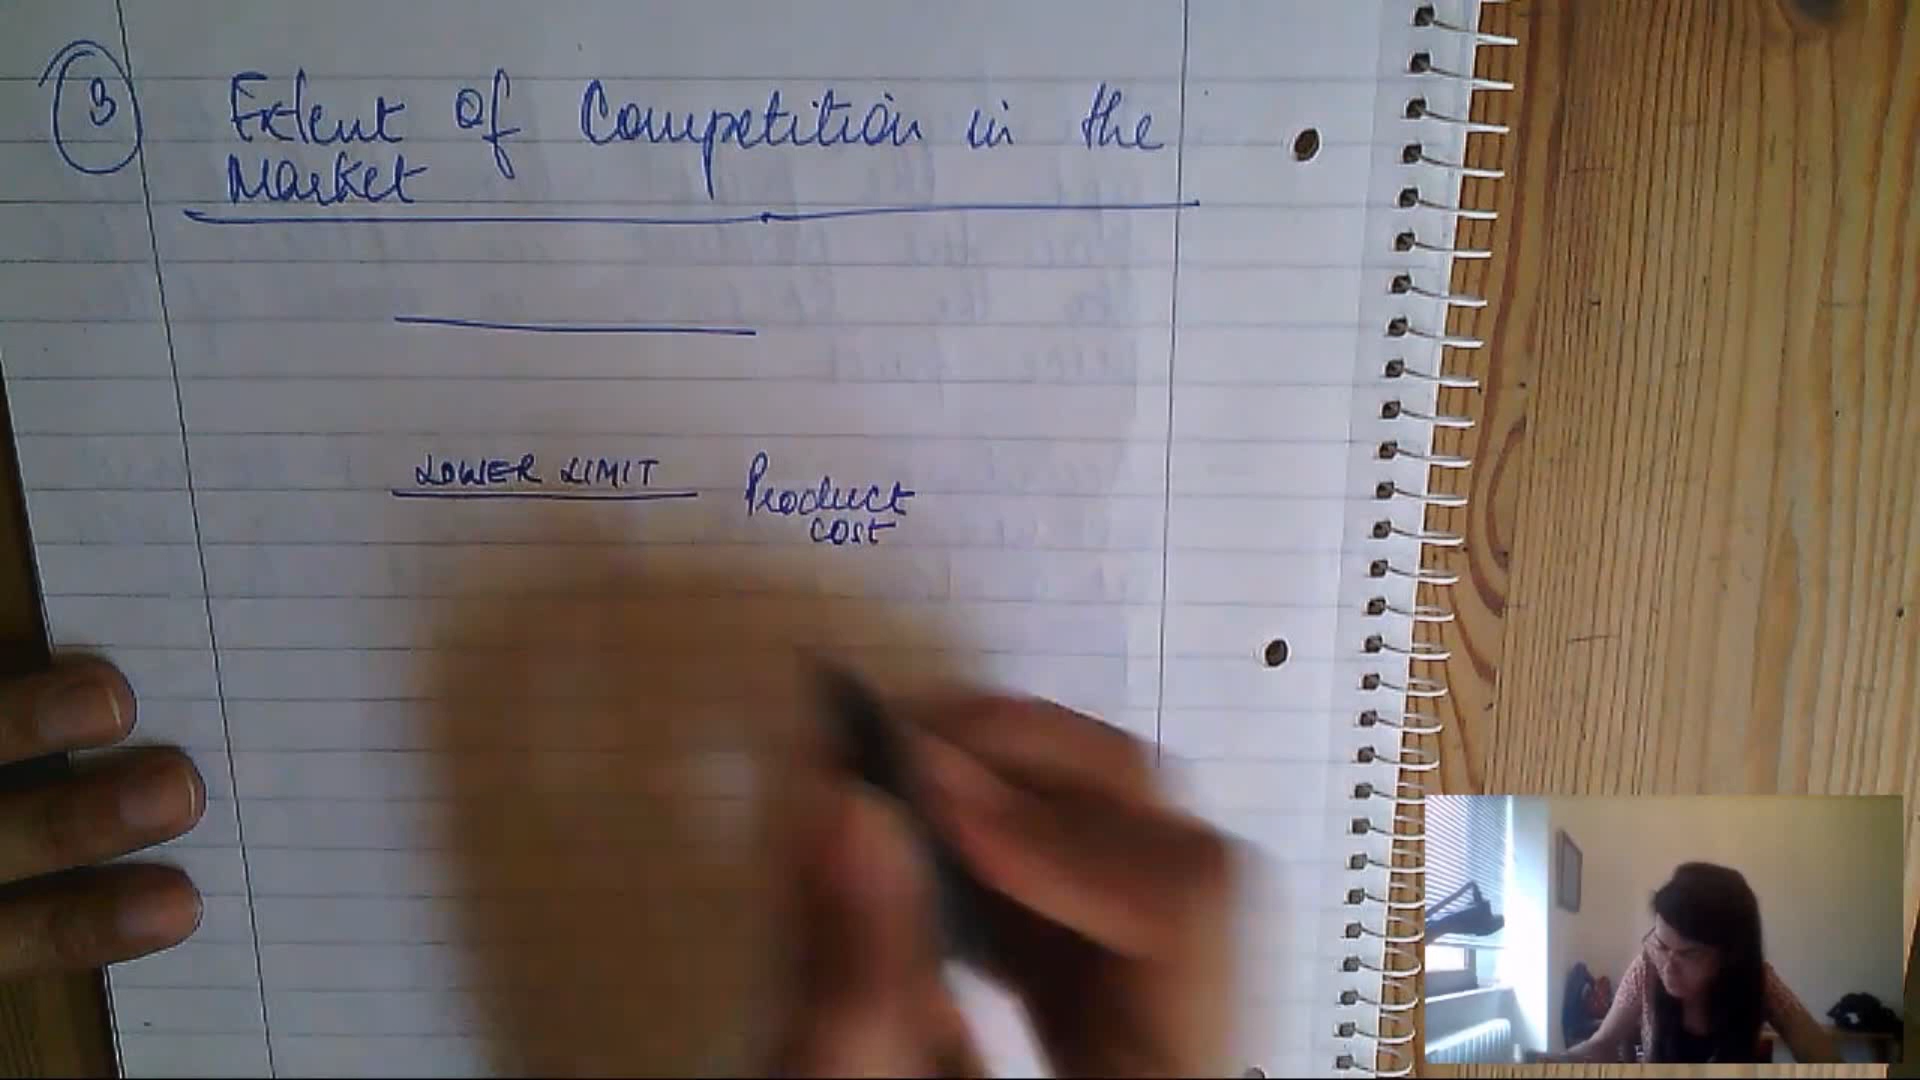 3 Extent Of Competition in the
Market
LOWER LIMIT Product
cost